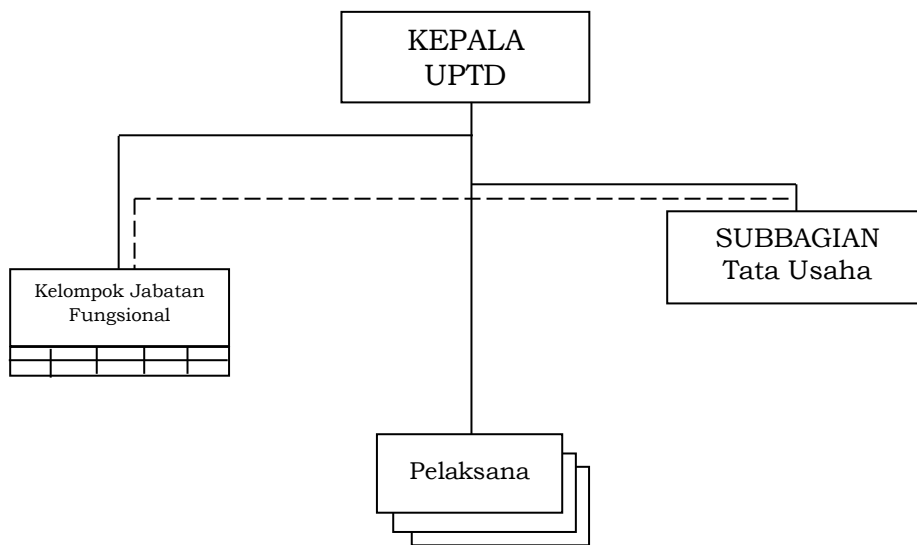 KEPALA
UPTD
SUBBAGIAN
Tata Usaha
Kelompok Jabatan
Fungsional
Pelaksana